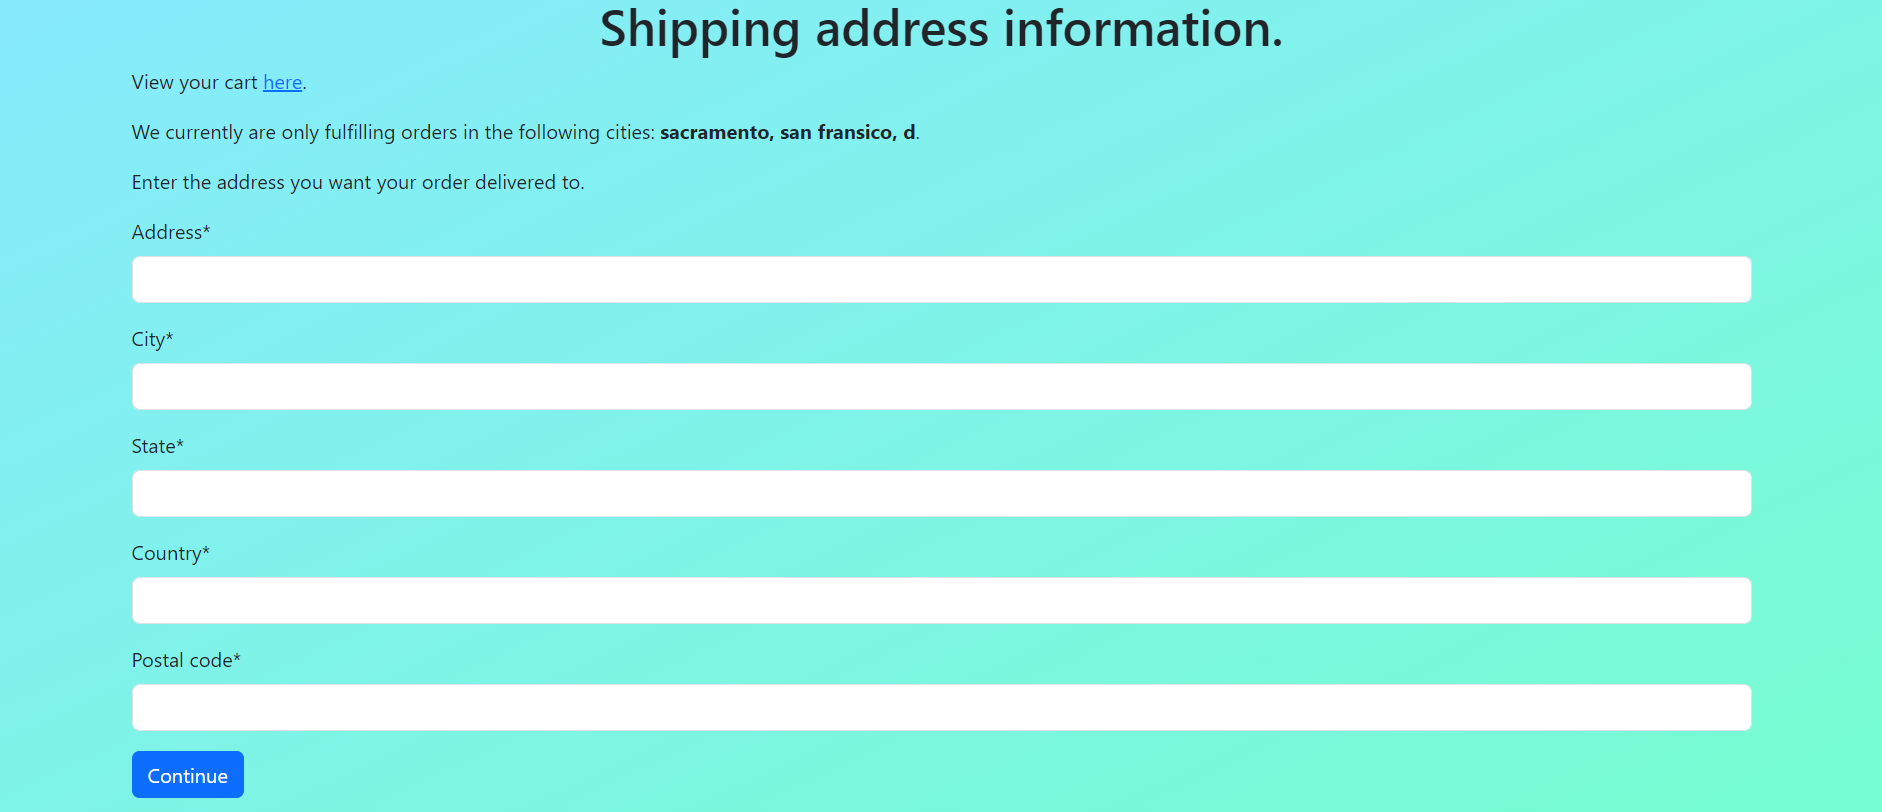 Shipping address information.
View your cart here.
We currently are only fulfilling orders in the following cities: sacramento, san fransico, d.
Enter the address you want your order delivered to.
Address*
City*
State*
Country*
Postal code*
Continue